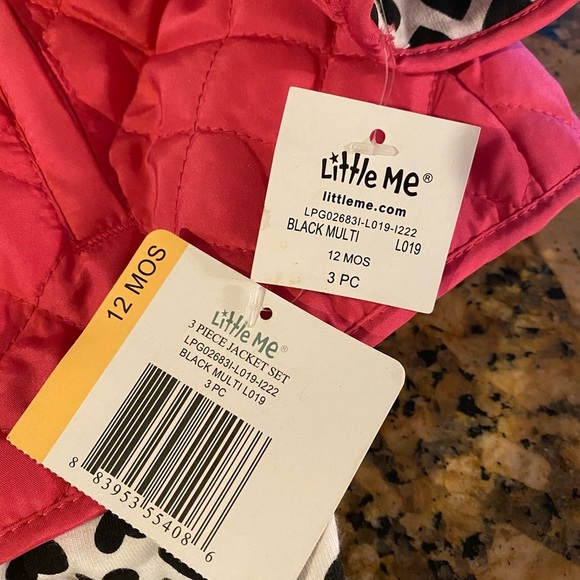 Little Me®
littleme.com
LPG02683I-L019-I222
BLACK MULTI L019
12 MOS
3 PC
12 MOS
Little Me®
3 PIECE JACKET SET
LPG02683I-L019-I222
BLACK MULTI L019
3 PC
8 83953 55408 6